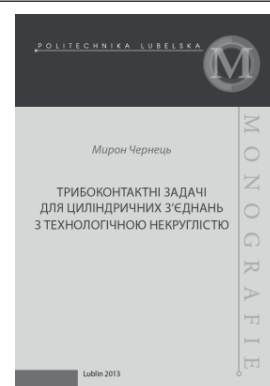 POLITECHNIKA LUBELSKA
M
Мирон Чернець
ТРИБОКОНТАКТНІ ЗАДАЧІ
ДЛЯ ЦИЛІНДРИЧНИХ З'ЄДНАНЬ
З ТЕХНОЛОГІЧНОЮ НЕКРУГЛІСТЮ
MONOGRAFIE
Lublin 2013